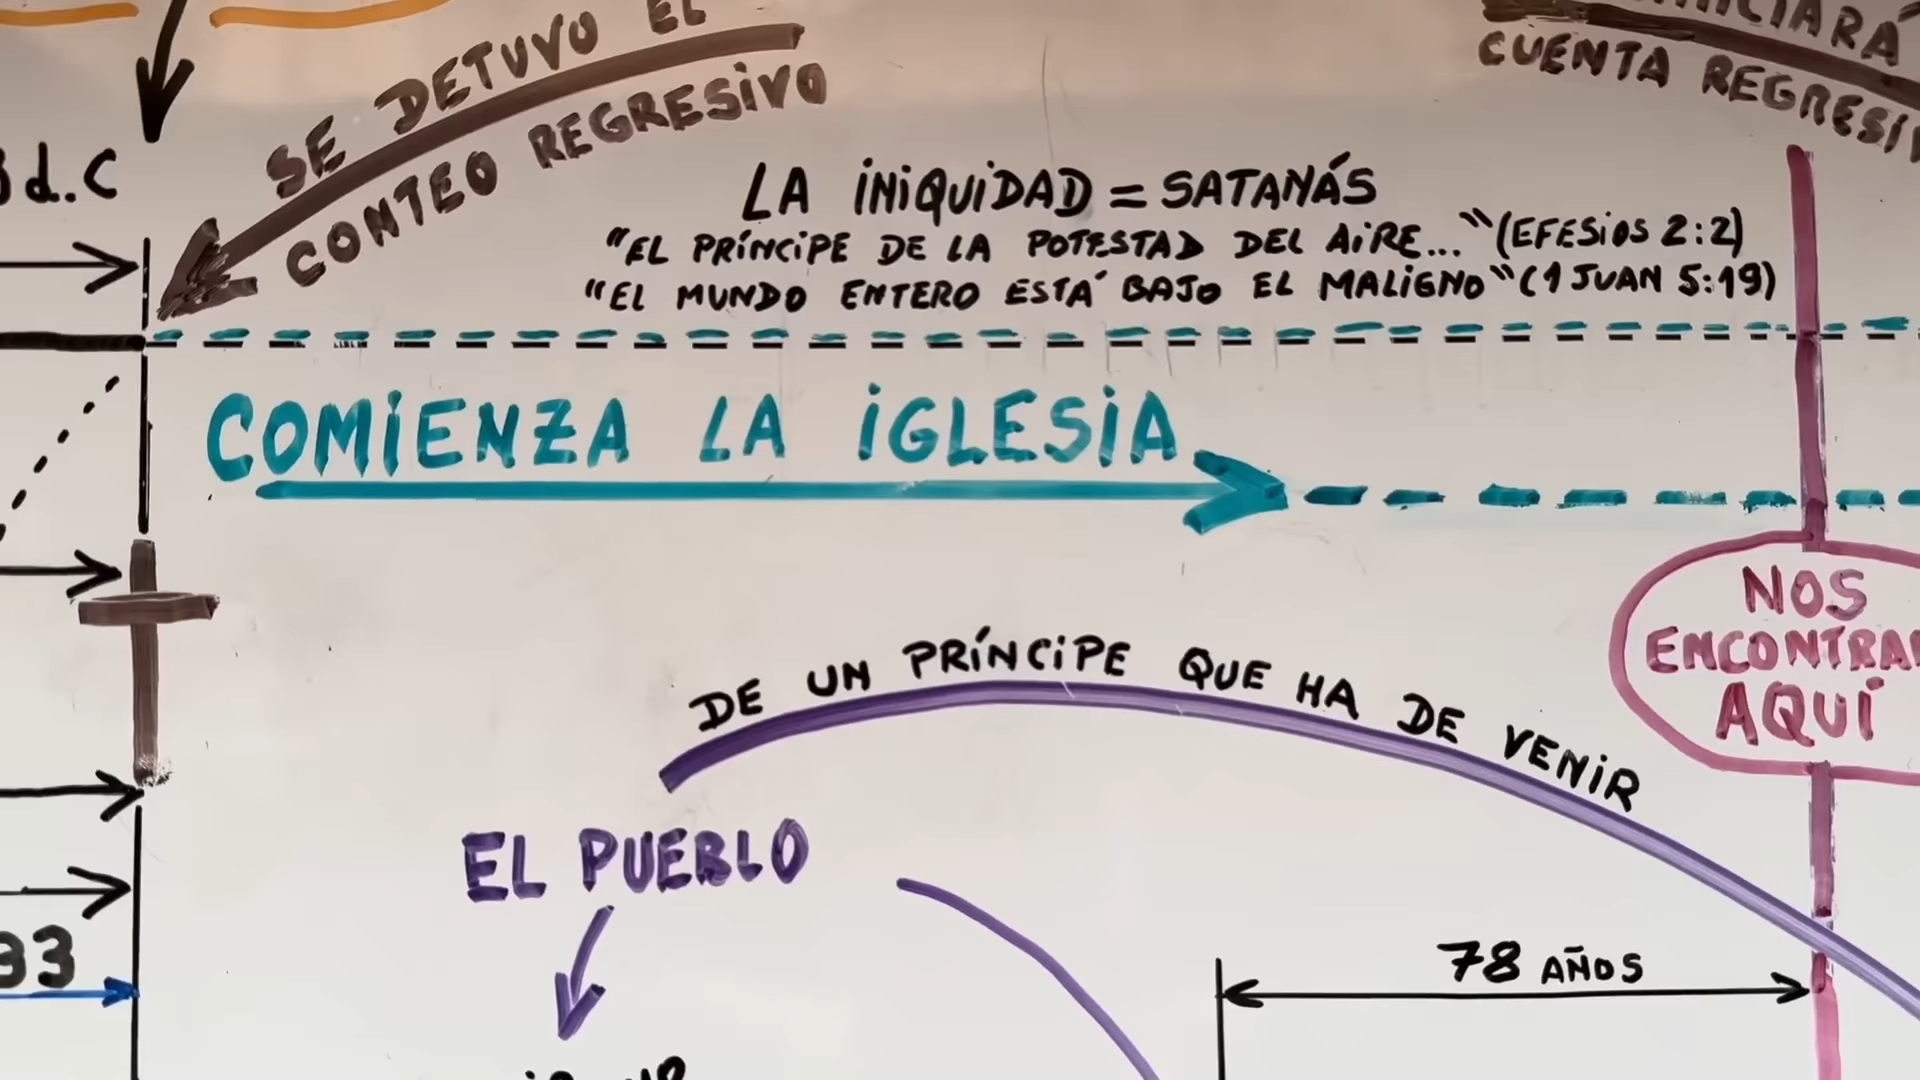 SE DETUVO EL
CONTEO REGRESIVO
CUENTA REGRESIV
d.C
LA INIQUIDAD = SATANÁS
"EL PRÍNCIPE DE LA POTESTAD DEL AIRE..." (EFESIOS 2:2)
"EL MUNDO ENTERO ESTÁ BAJO EL MALIGNO" (1 JUAN 5:19)
COMIENZA LA IGLESIA
NOS
ENCONTRA
AQUÍ
DE UN PRÍNCIPE QUE HA DE VENIR
EL PUEBLO
33
78 AÑOS